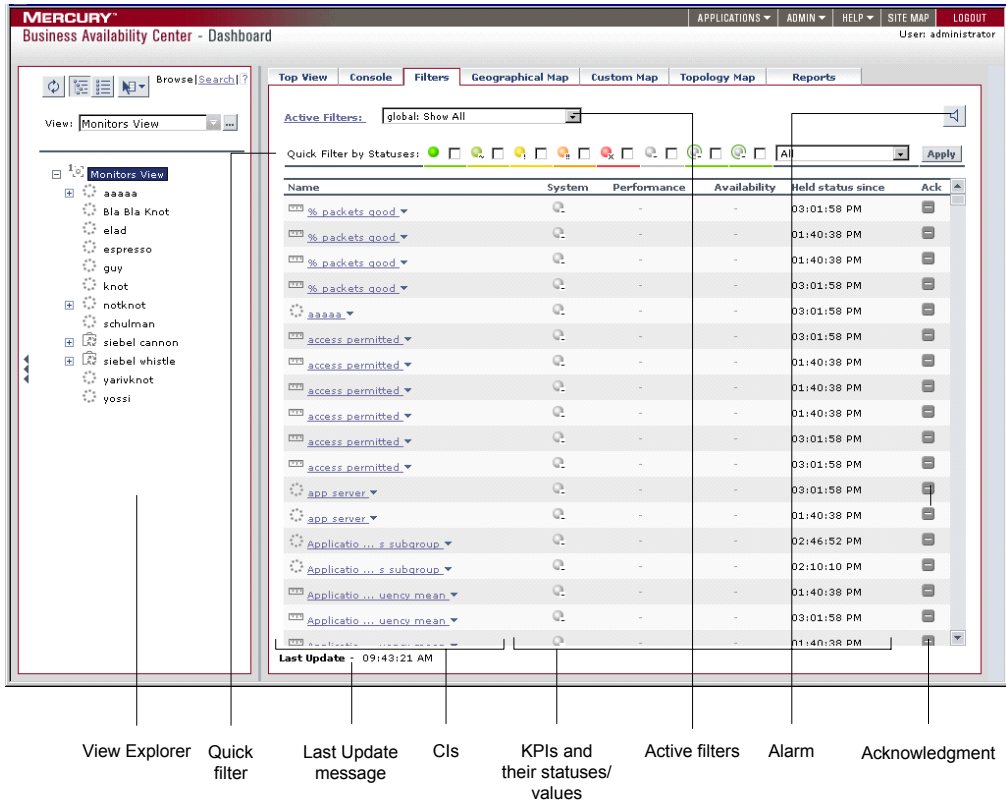 MERCURY™
APPLICATIONS ADMIN HELP SITE MAP LOGOUT
Business Availability Center - Dashboard
User: administrator
Browse|Search|?
View: Monitors View ...
Monitors View
aaaaa
Bla Bla Knot
elad
espresso
guy
knot
notknot
schulman
siebel cannon
siebel whistle
yarivknot
yossi
Top View Console Filters Geographical Map Custom Map Topology Map Reports
Active Filters: global: Show All
Quick Filter by Statuses: All Apply
Name System Performance Availability Held status since Ack
% packets good - - 03:01:58 PM
% packets good - - 01:40:38 PM
% packets good - - 01:40:38 PM
% packets good - - 03:01:58 PM
aaaaa - - 03:01:58 PM
access permitted - - 03:01:58 PM
access permitted - - 01:40:38 PM
access permitted - - 01:40:38 PM
access permitted - - 01:40:38 PM
access permitted - - 03:01:58 PM
access permitted - - 03:01:58 PM
app server - - 03:01:58 PM
app server - - 01:40:38 PM
Applicatio ... s subgroup - - 02:46:52 PM
Applicatio ... s subgroup - - 02:10:10 PM
Applicatio ... uency mean - - 01:40:38 PM
Applicatio ... uency mean - - 03:01:58 PM
Applicatio ... uency mean - - 01:40:38 PM
Last Update - 09:43:21 AM
View Explorer
Quick
filter
Last Update
message
CIs
KPIs and
their statuses/
values
Active filters
Alarm
Acknowledgment